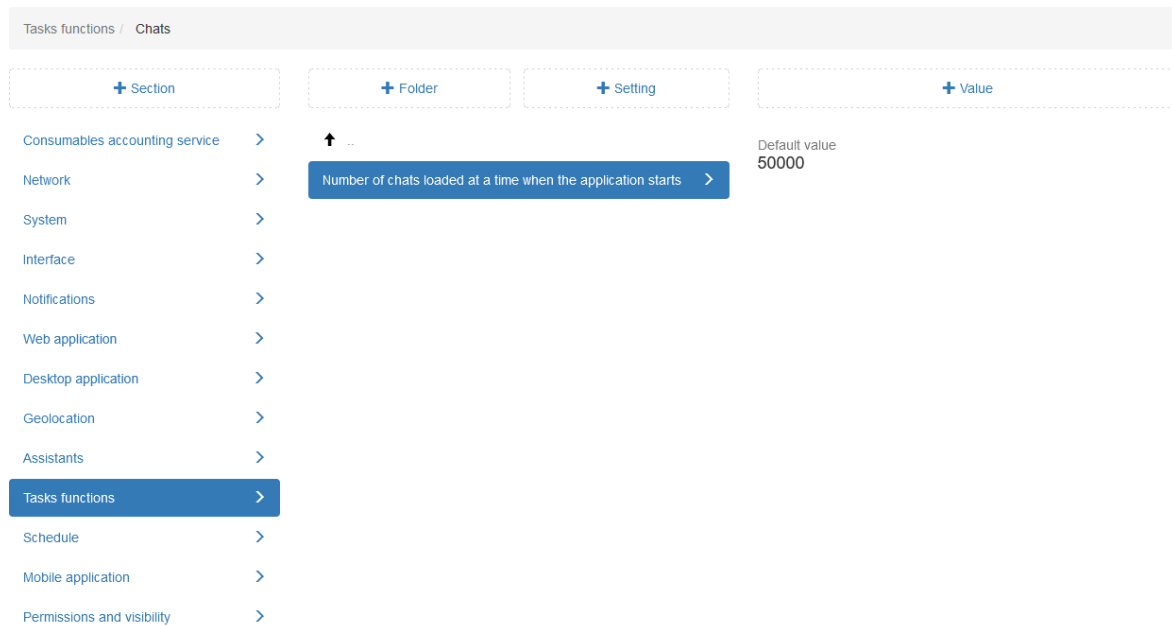 Tasks functions / Chats
+ Section
+ Folder
+ Setting
+ Value
Consumables accounting service
Network
System
Interface
Notifications
Web application
Desktop application
Geolocation
Assistants
Tasks functions
Schedule
Mobile application
Permissions and visibility
..
Number of chats loaded at a time when the application starts
Default value
50000